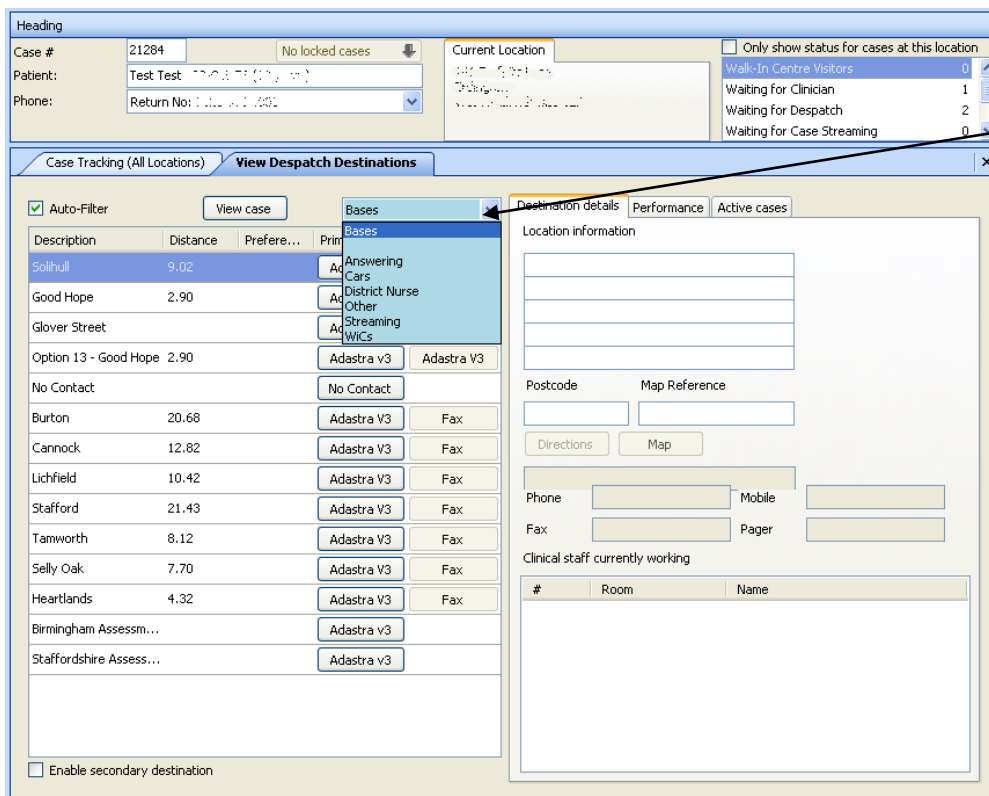 Heading
Case # 21284 No locked cases Current Location Only show status for cases at this location
Patient: Test Test
Phone: Return No:
Walk-In Centre Visitors 0
Waiting for Clinician 1
Waiting for Despatch 2
Waiting for Case Streaming 0
Case Tracking (All Locations) View Despatch Destinations
Auto-Filter View case Bases
Bases
Answering
Cars
District Nurse
Other
Streaming
WiCs
Description Distance Prefere... Prim
Solihull 9.02 Ad
Good Hope 2.90 Ad
Glover Street Ad
Option 13 - Good Hope 2.90 Adastra v3 Adastra V3
No Contact No Contact
Burton 20.68 Adastra V3 Fax
Cannock 12.82 Adastra V3 Fax
Lichfield 10.42 Adastra V3 Fax
Stafford 21.43 Adastra V3 Fax
Tamworth 8.12 Adastra V3 Fax
Selly Oak 7.70 Adastra V3 Fax
Heartlands 4.32 Adastra V3 Fax
Birmingham Assessm... Adastra v3
Staffordshire Assess... Adastra v3
Enable secondary destination
Destination details Performance Active cases
Location information
Postcode Map Reference
Directions Map
Phone Mobile
Fax Pager
Clinical staff currently working
# Room Name